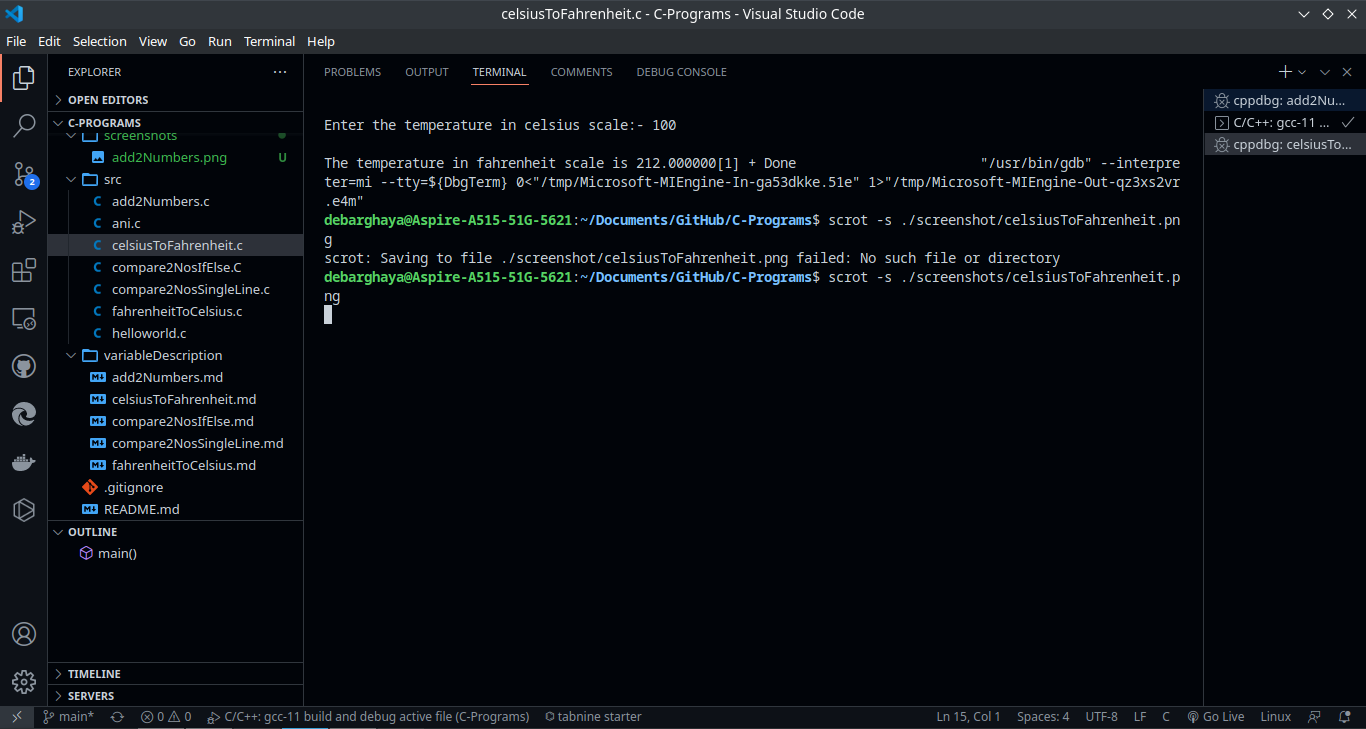 celsiusToFahrenheit.c - C-Programs - Visual Studio Code
File Edit Selection View Go Run Terminal Help
EXPLORER ···
OPEN EDITORS
C-PROGRAMS
screenshots
add2Numbers.png U
src
add2Numbers.c
ani.c
celsiusToFahrenheit.c
compare2NosIfElse.C
compare2NosSingleLine.c
fahrenheitToCelsius.c
helloworld.c
variableDescription
add2Numbers.md
celsiusToFahrenheit.md
compare2NosIfElse.md
compare2NosSingleLine.md
fahrenheitToCelsius.md
.gitignore
README.md
OUTLINE
main()
TIMELINE
SERVERS
2
PROBLEMS OUTPUT TERMINAL COMMENTS DEBUG CONSOLE
Enter the temperature in celsius scale:- 100
The temperature in fahrenheit scale is 212.000000[1] + Done "/usr/bin/gdb" --interpre
ter=mi --tty=${DbgTerm} 0<"/tmp/Microsoft-MIEngine-In-ga53dkke.51e" 1>"/tmp/Microsoft-MIEngine-Out-qz3xs2vr
.e4m"
debarghaya@Aspire-A515-51G-5621:~/Documents/GitHub/C-Programs$ scrot -s ./screenshot/celsiusToFahrenheit.pn
g
scrot: Saving to file ./screenshot/celsiusToFahrenheit.png failed: No such file or directory
debarghaya@Aspire-A515-51G-5621:~/Documents/GitHub/C-Programs$ scrot -s ./screenshots/celsiusToFahrenheit.p
ng
cppdbg: add2Nu...
C/C++: gcc-11 ...
cppdbg: celsiusTo...
main* 0 0 C/C++: gcc-11 build and debug active file (C-Programs) tabnine starter Ln 15, Col 1 Spaces: 4 UTF-8 LF C Go Live Linux